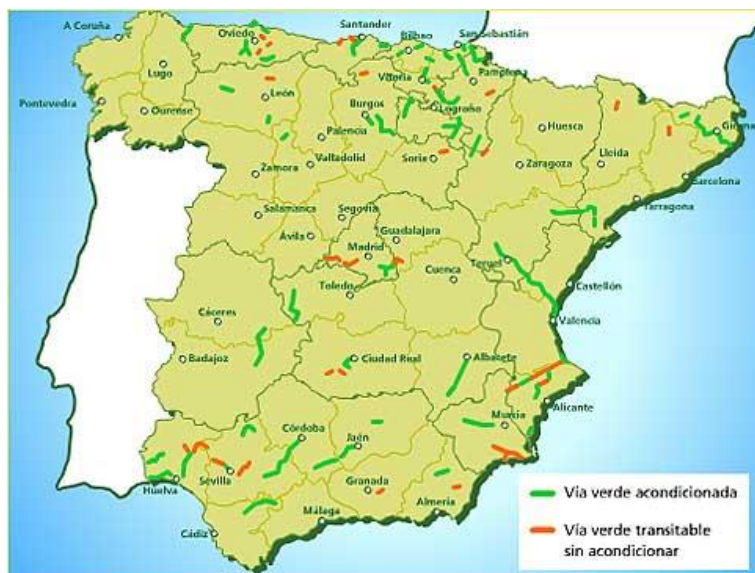 A Coruña
Oviedo
Santander
Bilbao
San Sebastián
Lugo
Vitoria
Pamplona
León
Pontevedra
Ourense
Burgos
Logroño
Huesca
Girona
Palencia
Soria
Zaragoza
Lleida
Zamora
Valladolid
Barcelona
Salamanca
Segovia
Tarragona
Ávila
Guadalajara
Madrid
Teruel
Cuenca
Toledo
Castellón
Cáceres
Valencia
Badajoz
Ciudad Real
Albacete
Alicante
Murcia
Córdoba
Jaén
Sevilla
Huelva
Granada
Almería
Málaga
Cádiz
Vía verde acondicionada
Vía verde transitable
sin acondicionar